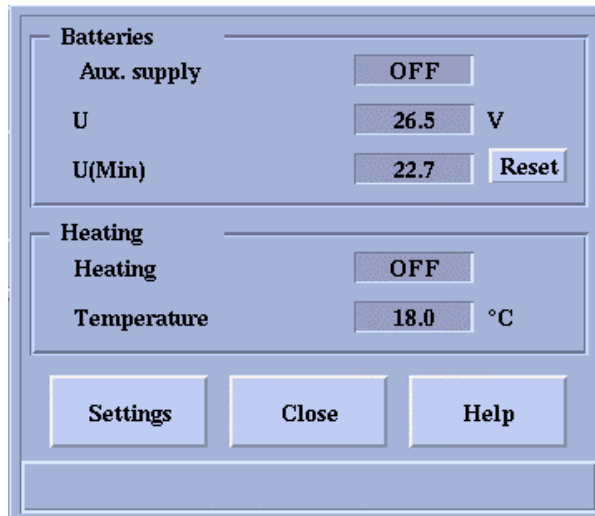 Batteries
Aux. supply OFF
U 26.5 V
U(Min) 22.7 Reset
Heating
Heating OFF
Temperature 18.0 °C
Settings Close Help